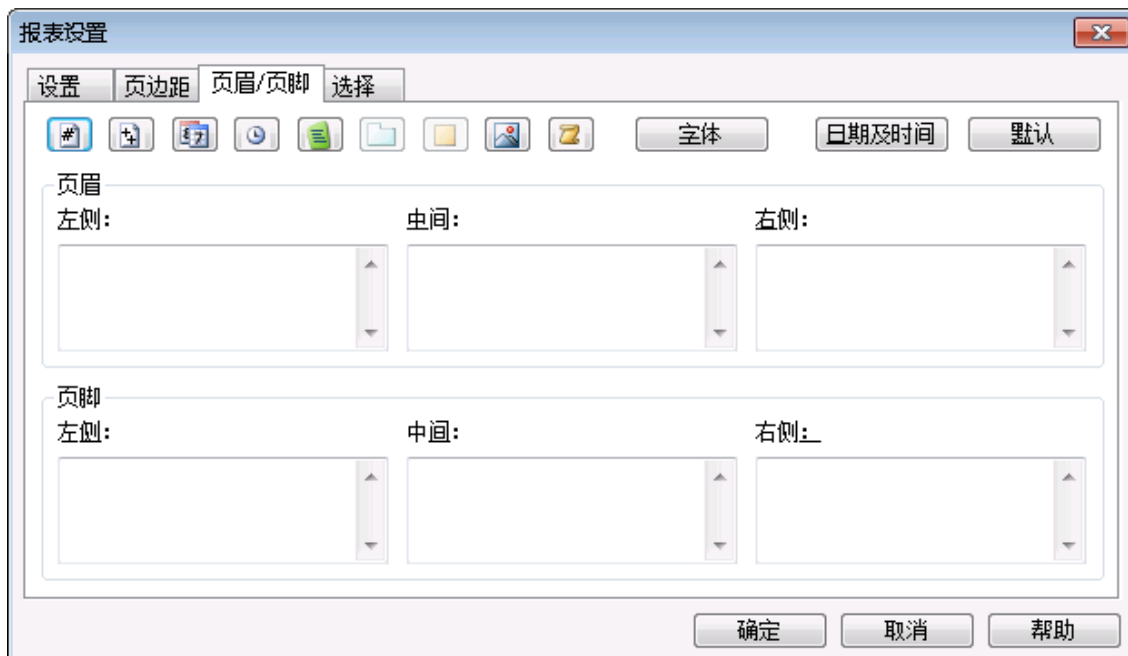 报表设置
设置 页边距 页眉/页脚 选择
字体 日期及时间 默认
页眉
左侧: 中间: 右侧:
页脚
左侧: 中间: 右侧:
确定 取消 帮助